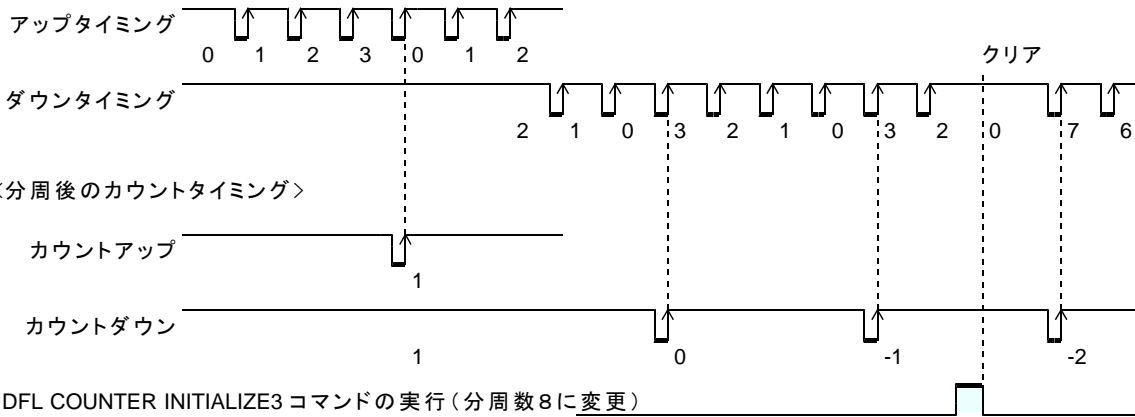 アップタイミング
0 1 2 3 0 1 2
クリア
ダウンタイミング
2 1 0 3 2 1 0 3 2 0 7 6
<分周後のカウントタイミング>
カウントアップ
1
カウントダウン
1 0 -1 -2
DFL COUNTER INITIALIZE3 コマンドの実行(分周数8に変更)